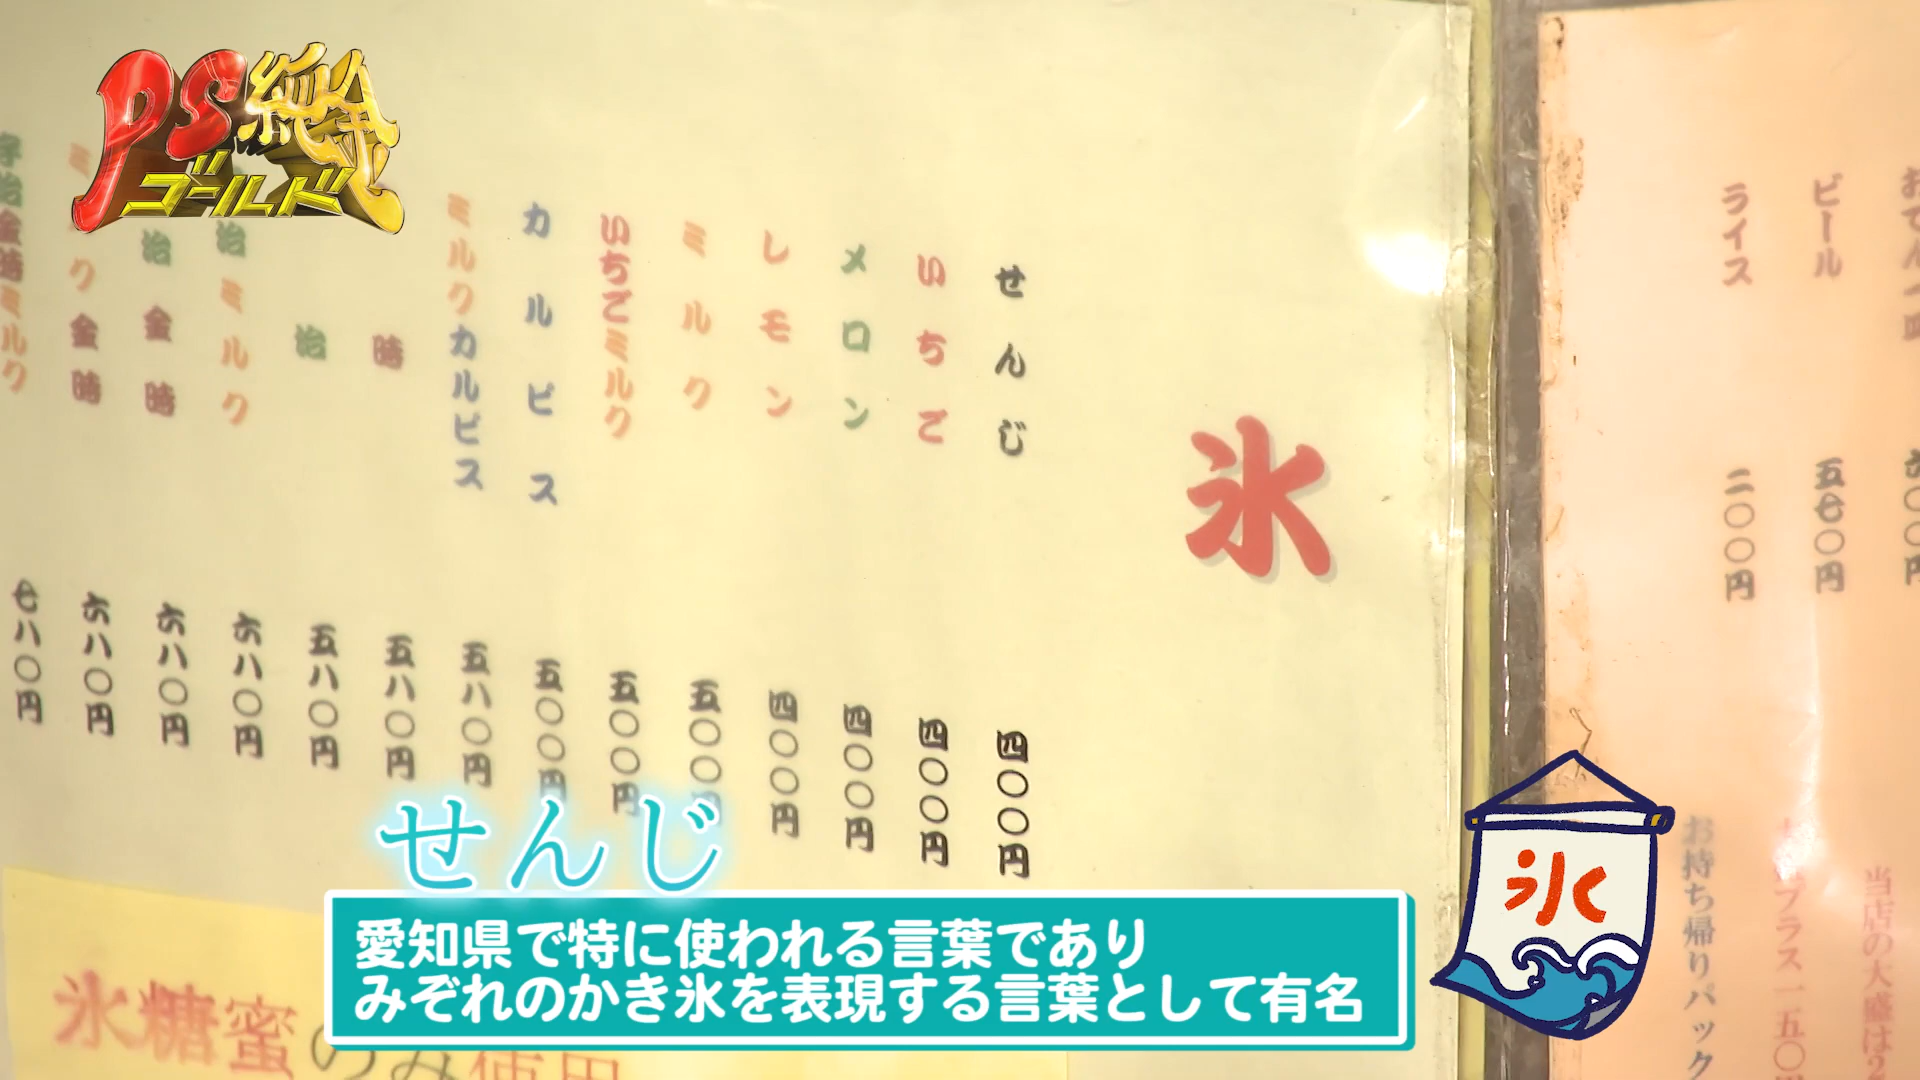 PS純金
ゴールド
おでん一皿
六〇〇円
ビール
五七〇円
ライス
二〇〇円
氷
せんじ
四〇〇円
いちご
四〇〇円
メロン
四〇〇円
レモン
四〇〇円
ミルク
五〇〇円
いちごミルク
五〇〇円
カルピス
五〇〇円
ミルクカルピス
五八〇円
時
五八〇円
治
五八〇円
治ミルク
六八〇円
治金時
六八〇円
ミ ク金時
六八〇円
宇治金時ミルク
七八〇円
氷糖蜜のみ使用
当店の大盛は2
プラス一五〇円
お持ち帰りパック
せんじ
愛知県で特に使われる言葉であり
みぞれのかき氷を表現する言葉として有名
氷